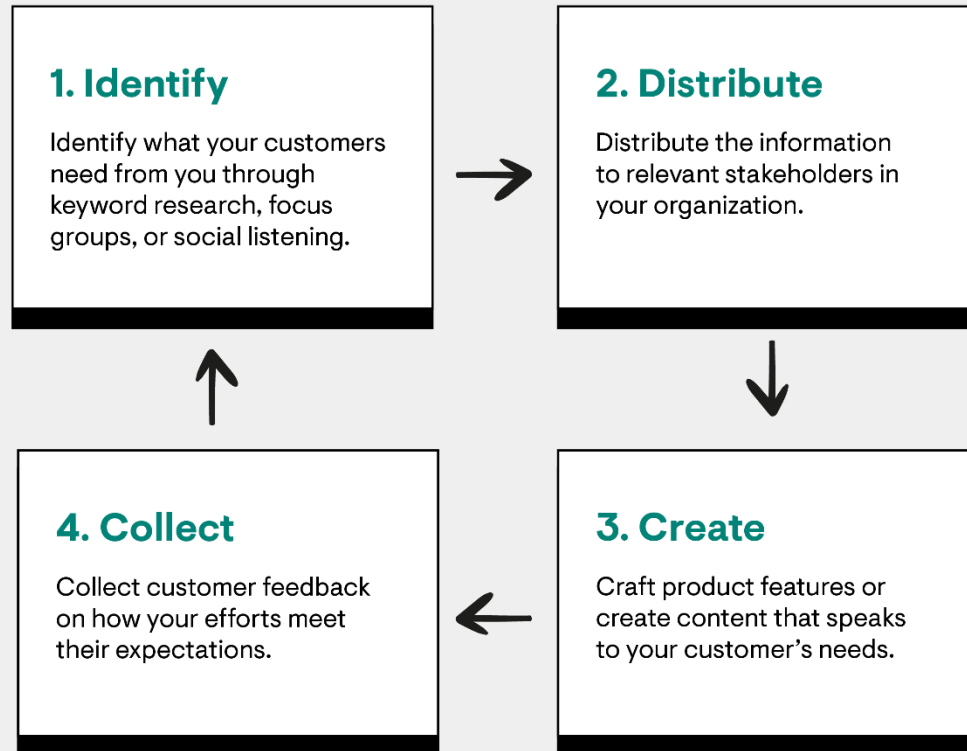 1. Identify
Identify what your customers
need from you through
keyword research, focus
groups, or social listening.
2. Distribute
Distribute the information
to relevant stakeholders in
your organization.
3. Create
Craft product features or
create content that speaks
to your customer’s needs.
4. Collect
Collect customer feedback
on how your efforts meet
their expectations.